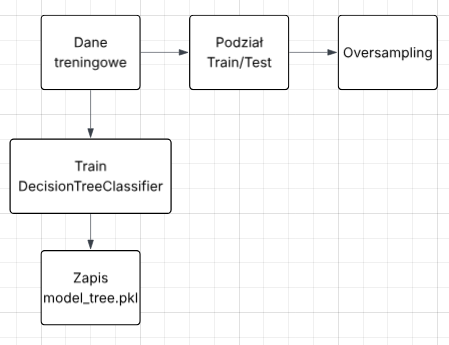 Dane
treningowe
Podział
Train/Test
Oversampling
Train
DecisionTreeClassifier
Zapis
model_tree.pkl